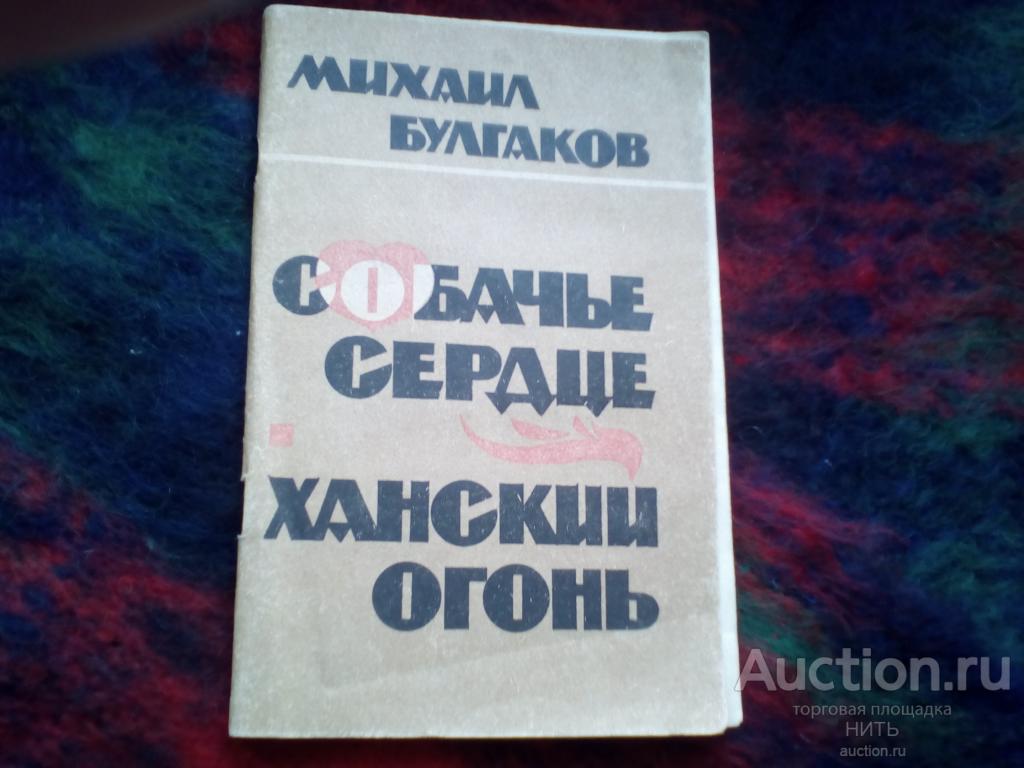 МИХАИЛ
БУЛГАКОВ
СОБАЧЬЕ
СЕРДЦЕ
ХАНСКИЙ
ОГОНЬ
Auction.ru
торговая площадка
НИТЬ
auction.ru